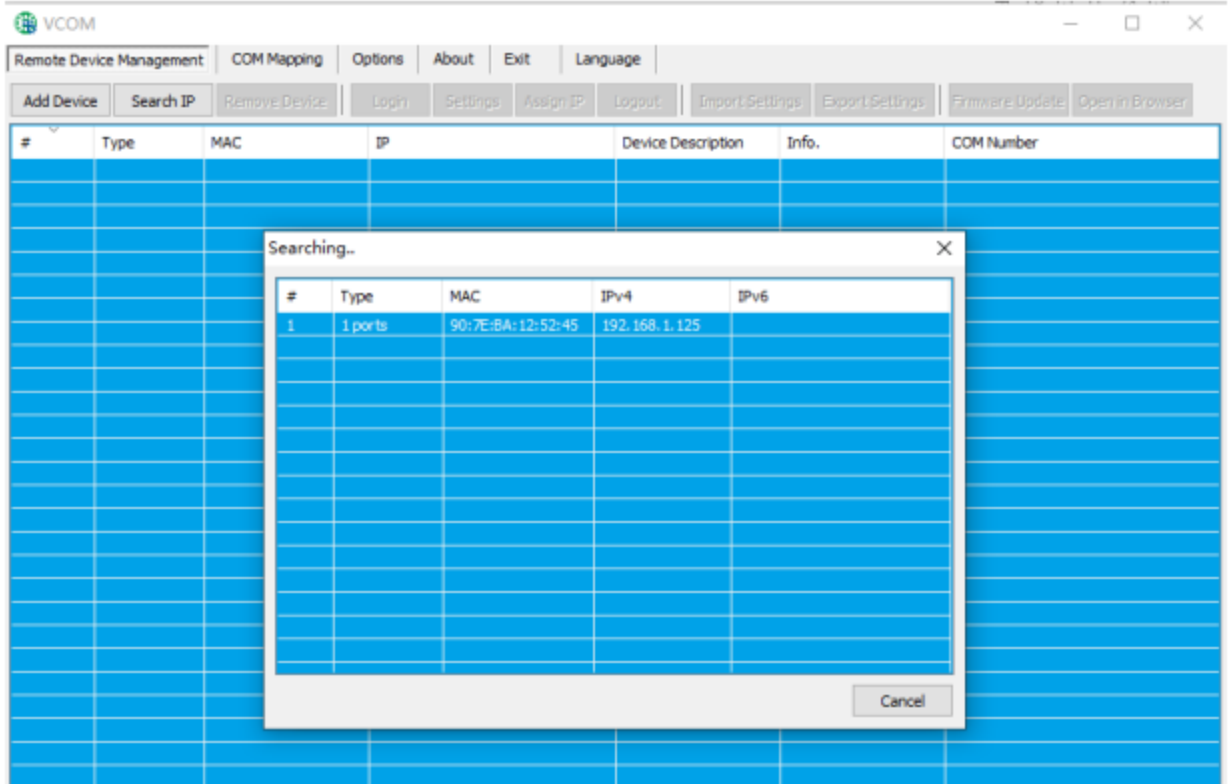 VCOM
Remote Device Management COM Mapping Options About Exit Language
Add Device Search IP Remove Device Login Settings Assign IP Logout Import Settings Export Settings Firmware Update Open in Browser
# Type MAC IP Device Description Info. COM Number
Searching..
# Type MAC IPv4 IPv6
1 1 ports 90:7E:BA:12:52:45 192.168.1.125
Cancel